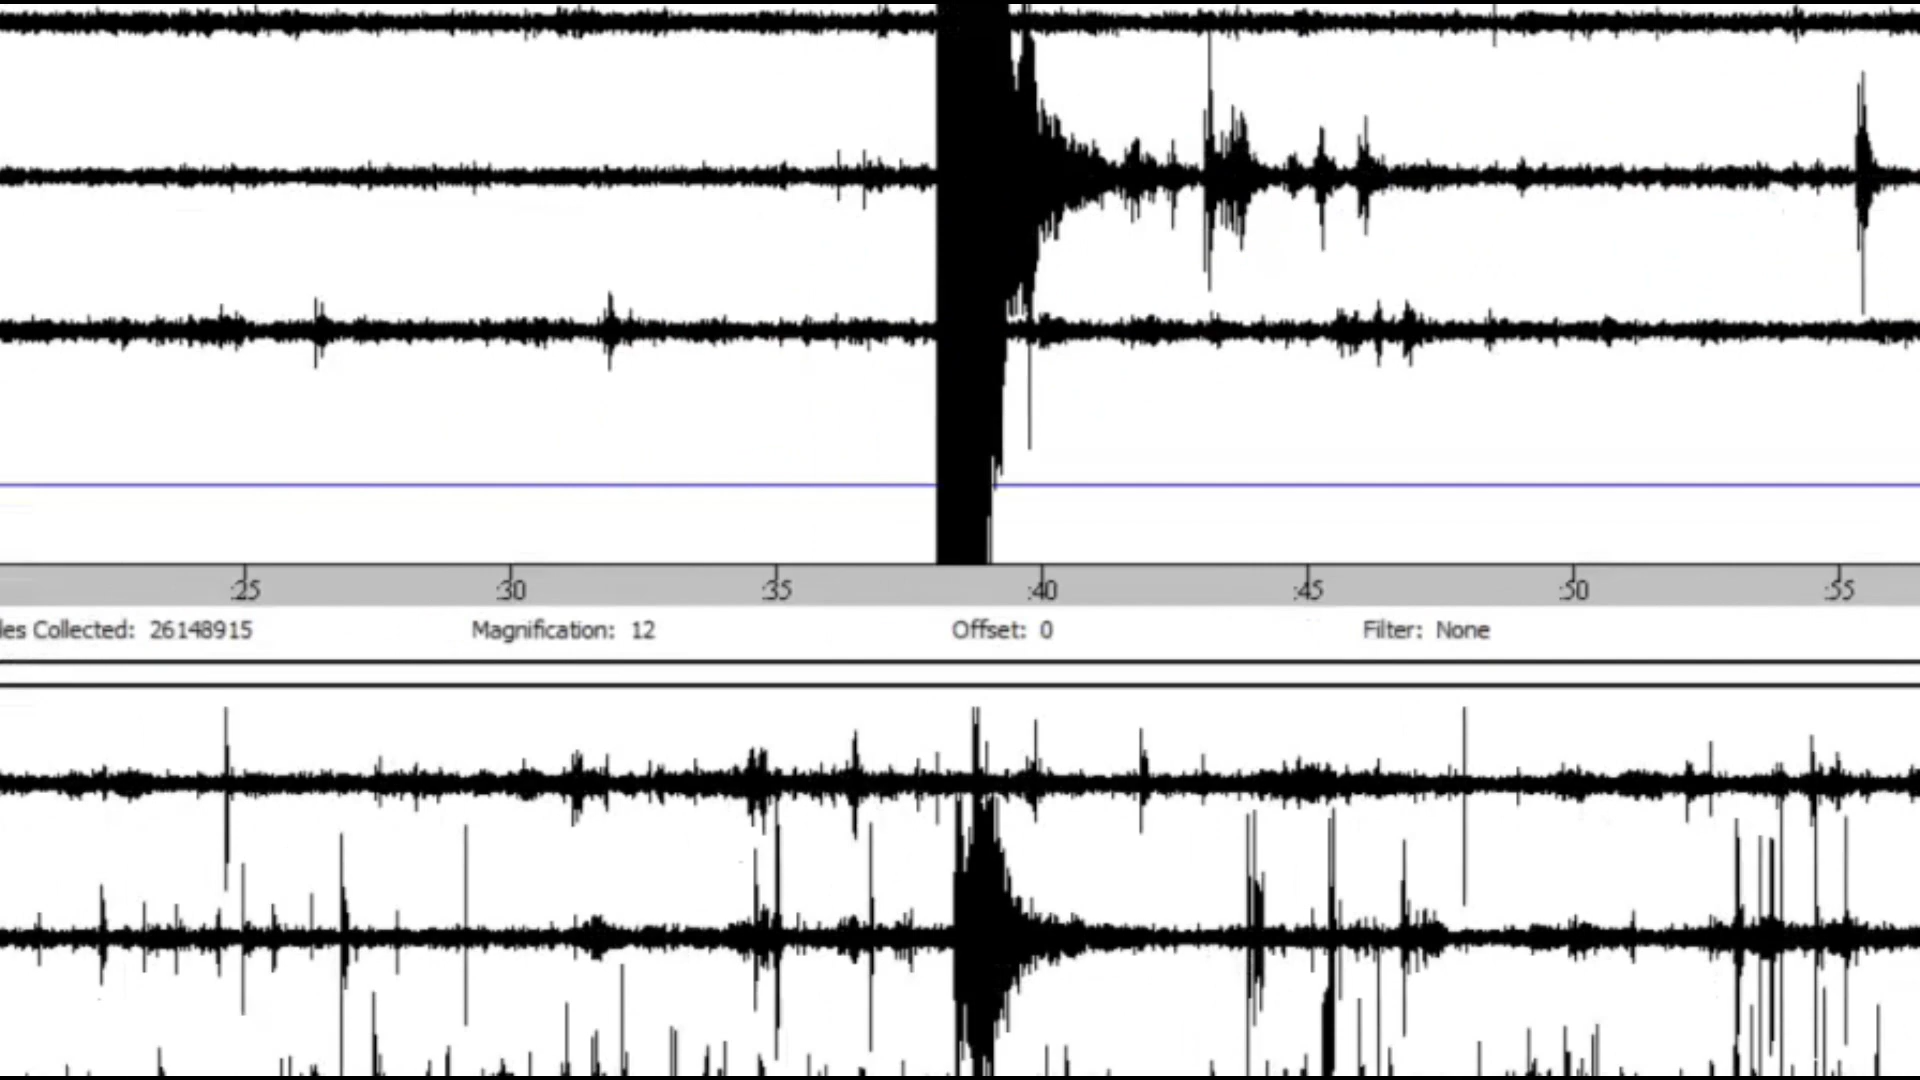 :25 :30 :35 :40 :45 :50 :55
les Collected: 26148915 Magnification: 12 Offset: 0 Filter: None